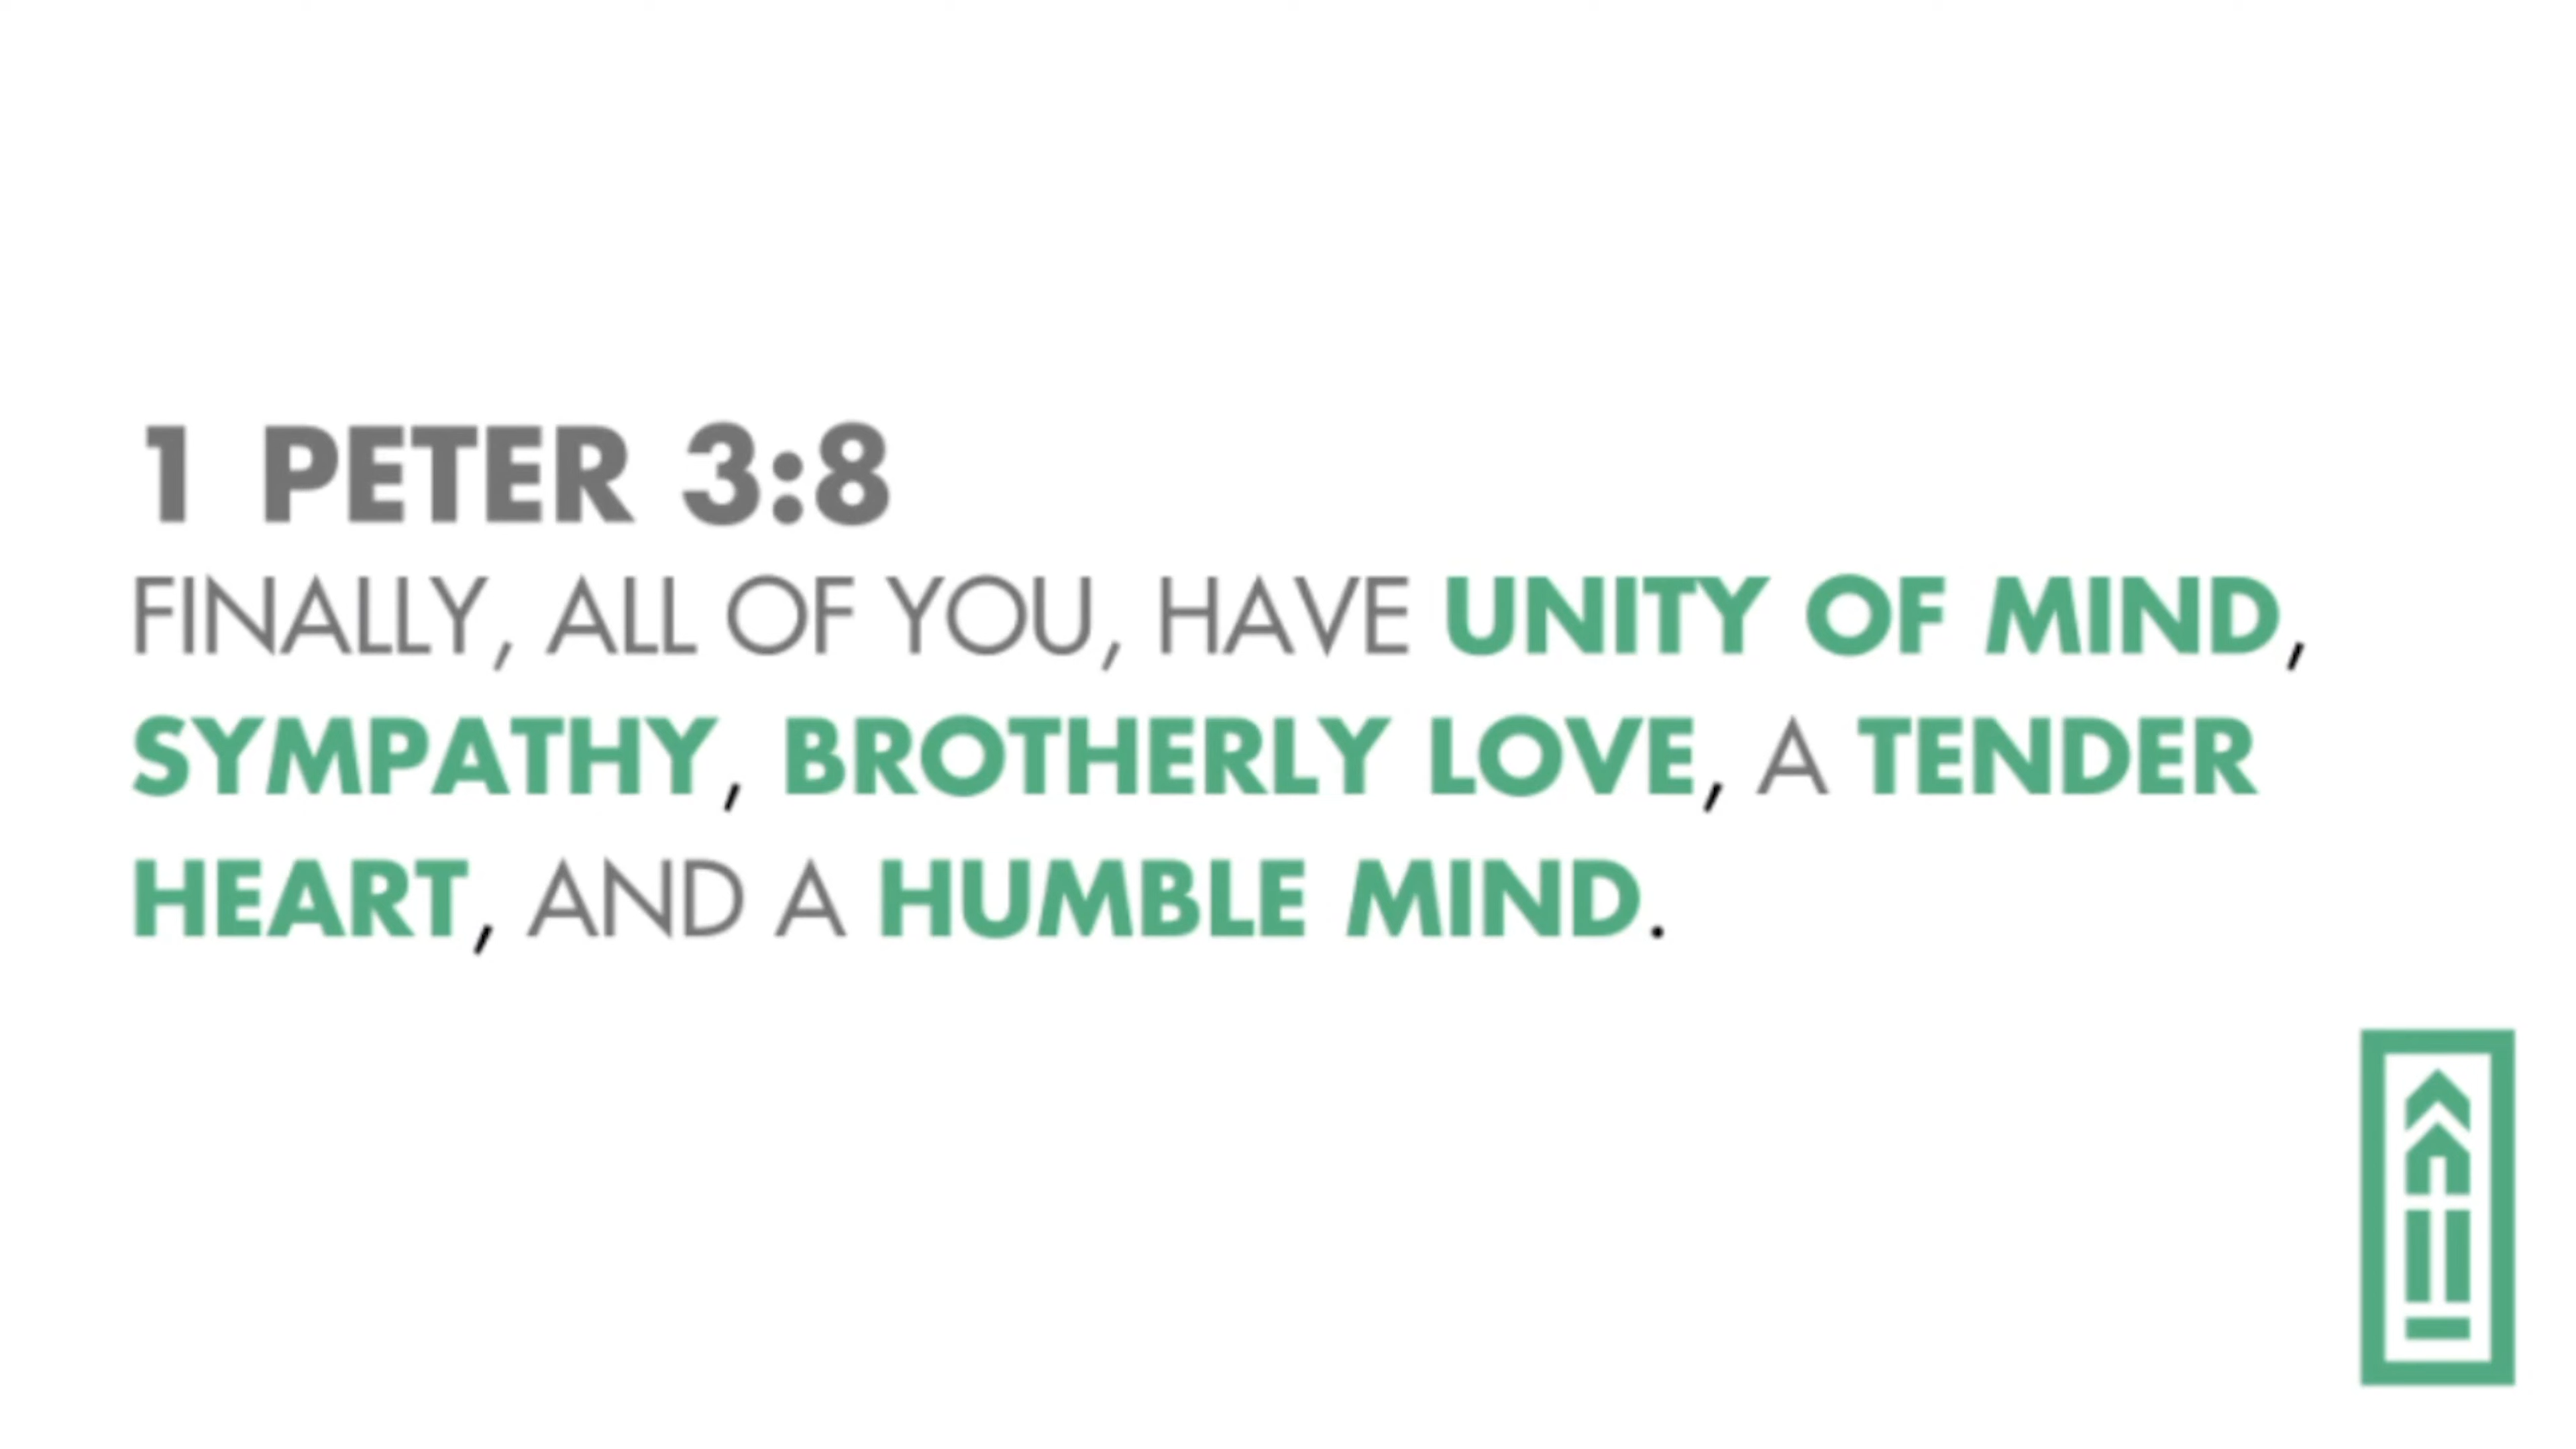 1 PETER 3:8
FINALLY, ALL OF YOU, HAVE UNITY OF MIND,
SYMPATHY, BROTHERLY LOVE, A TENDER
HEART, AND A HUMBLE MIND.